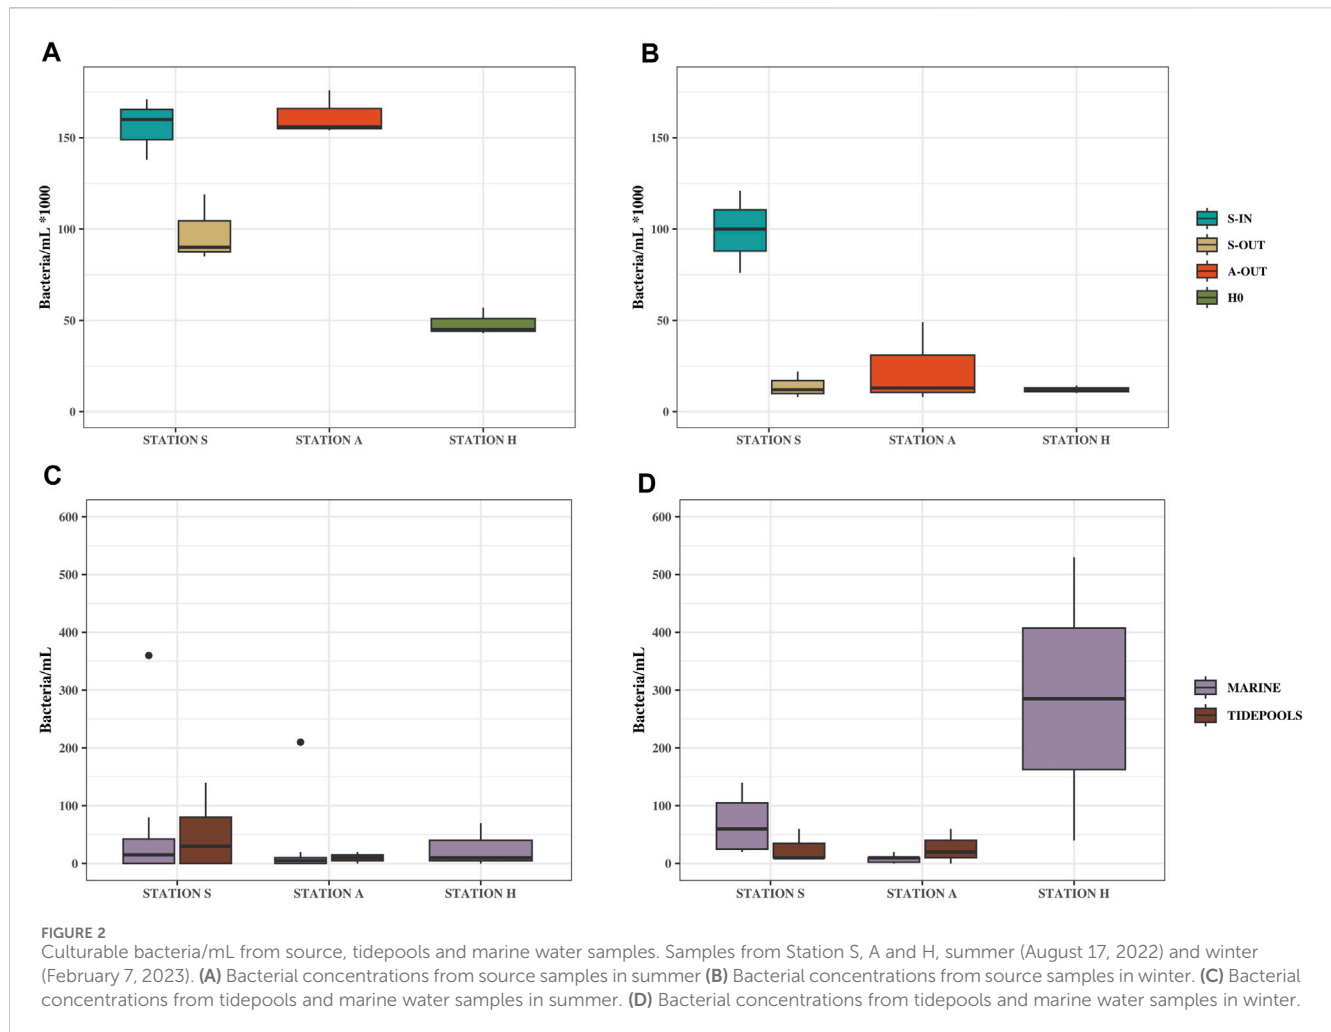 A
B
Bacteria/mL *1000
150
100
50
0
STATION S
STATION A
STATION H
Bacteria/mL *1000
150
100
50
0
STATION S
STATION A
STATION H
S-IN
S-OUT
A-OUT
H0
C
D
Bacteria/mL
600
500
400
300
200
100
0
STATION S
STATION A
STATION H
Bacteria/mL
600
500
400
300
200
100
0
STATION S
STATION A
STATION H
MARINE
TIDEPOOLS
FIGURE 2
Culturable bacteria/mL from source, tidepools and marine water samples. Samples from Station S, A and H, summer (August 17, 2022) and winter
(February 7, 2023). (A) Bacterial concentrations from source samples in summer (B) Bacterial concentrations from source samples in winter. (C) Bacterial
concentrations from tidepools and marine water samples in summer. (D) Bacterial concentrations from tidepools and marine water samples in winter.